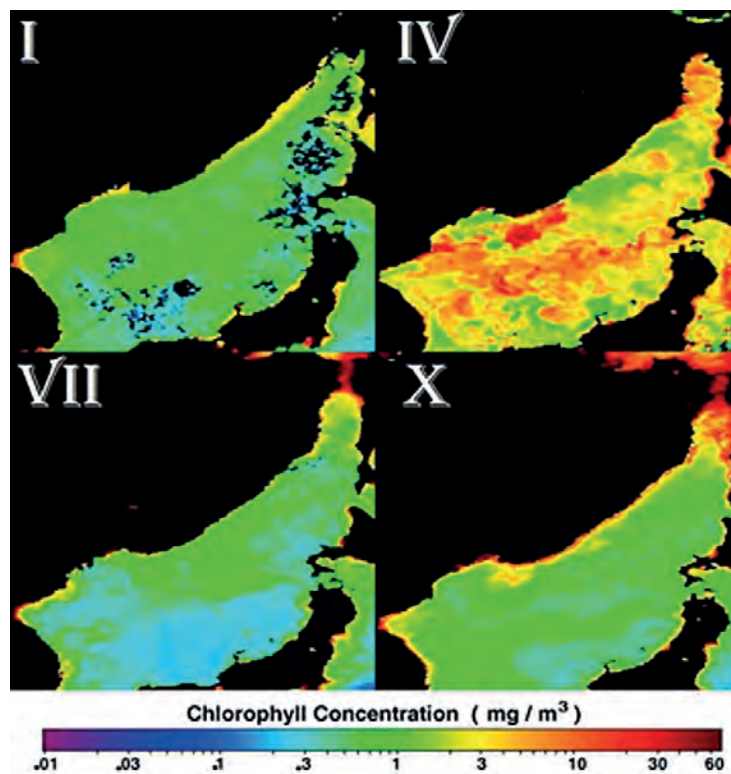 I IV
VII X
Chlorophyll Concentration ( mg / m³ )
.01 .03 .1 .3 1 3 10 30 60